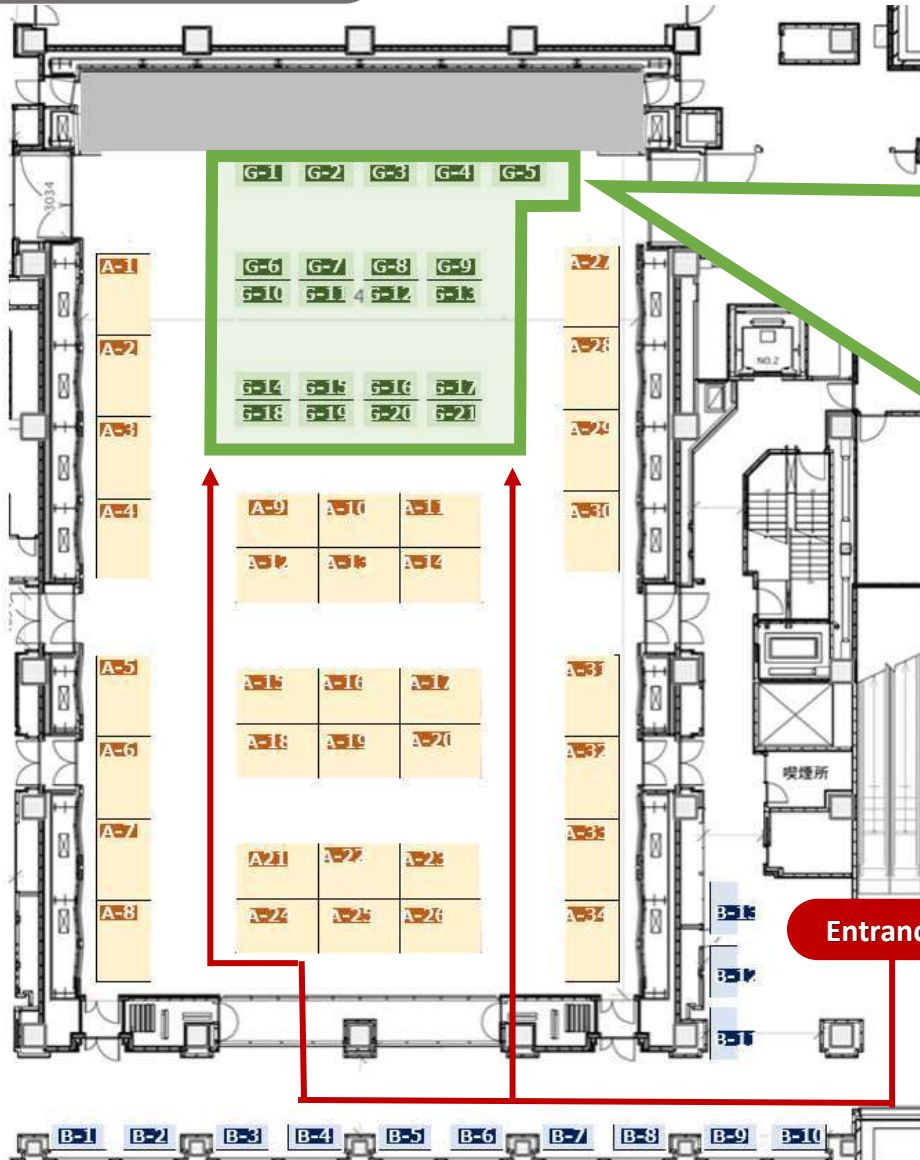 G-1 G-2 G-3 G-4 G-5
3034
A-1 G-6 G-7 G-8 G-9 A-27
G-10 G-11 4 G-12 G-13
A-2 A-28
NO.2
G-14 G-15 G-16 G-17
G-18 G-19 G-20 G-21
A-3 A-29
A-4 A-9 A-10 A-11 A-30
A-12 A-13 A-14
A-5 A-15 A-16 A-17 A-31
A-6 A-18 A-19 A-20 A-32
喫煙所
A-7 A21 A-22 A-23 A-33
A-8 A-24 A-25 A-26 A-34 B-13
Entranc
B-12
B-11
B-1 B-2 B-3 B-4 B-5 B-6 B-7 B-8 B-9 B-10